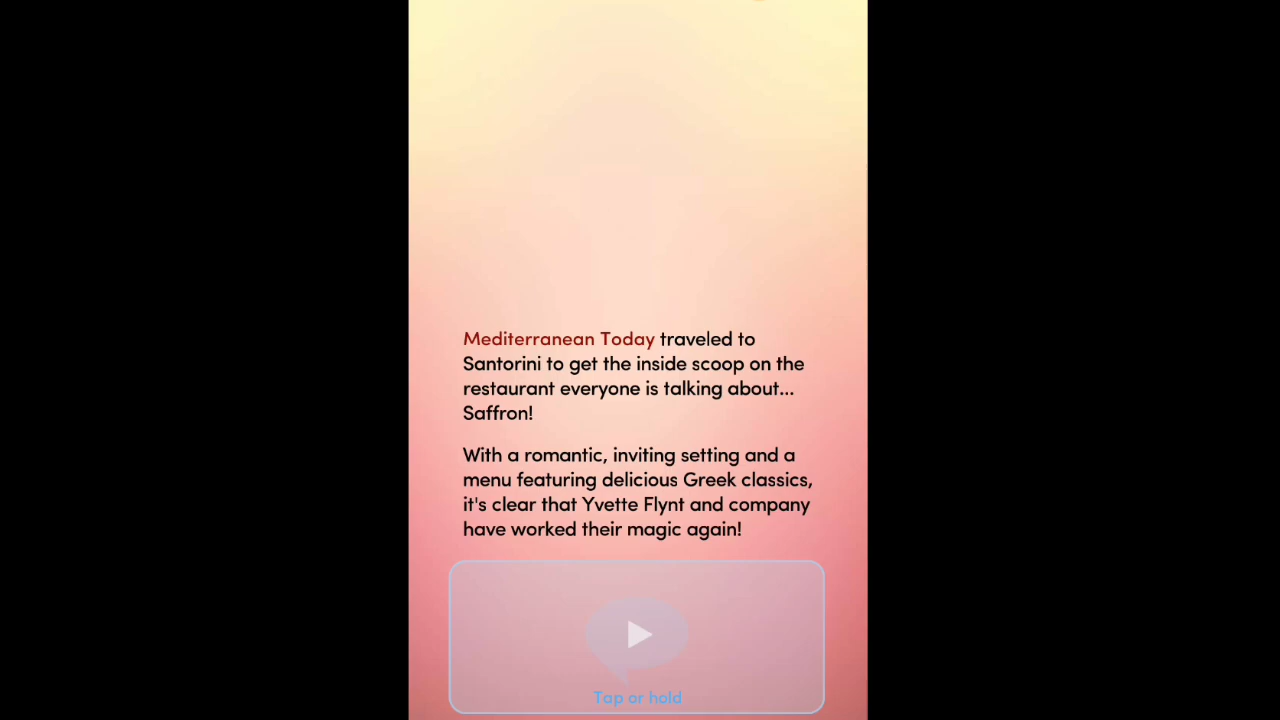 Mediterranean Today traveled to
Santorini to get the inside scoop on the
restaurant everyone is talking about...
Saffron!
With a romantic, inviting setting and a
menu featuring delicious Greek classics,
it's clear that Yvette Flynt and company
have worked their magic again!
Tap or hold